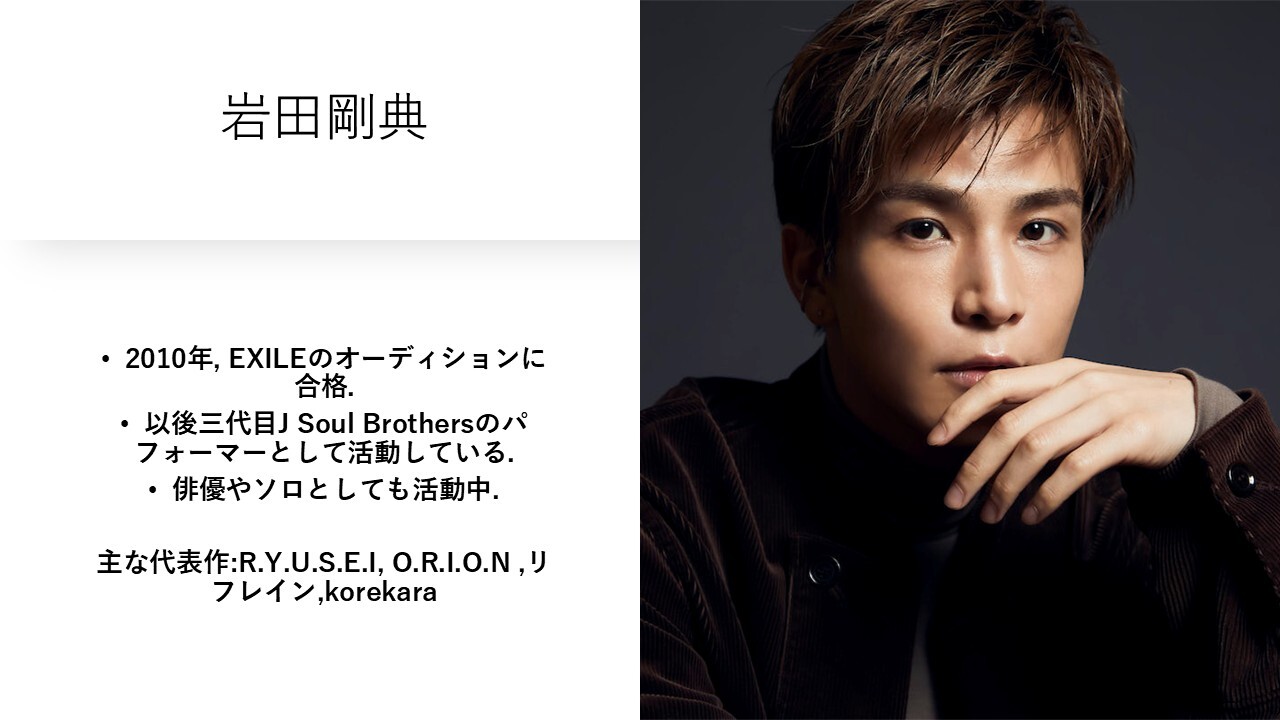 岩田剛典
• 2010年, EXILEのオーディションに
合格.
• 以後三代目J Soul Brothersのパ
フォーマーとして活動している.
• 俳優やソロとしても活動中.
主な代表作:R.Y.U.S.E.I, O.R.I.O.N ,リ
フレイン,korekara